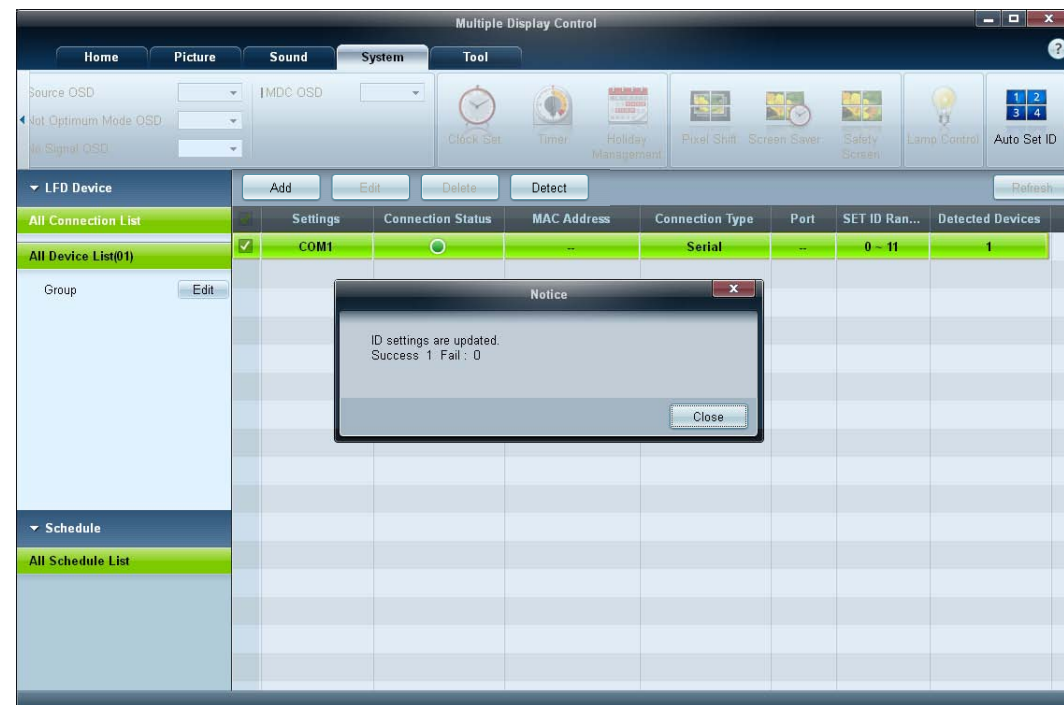 Multiple Display Control
Home Picture Sound System Tool
Source OSD
MDC OSD
Not Optimum Mode OSD
No Signal OSD
Clock Set
Timer
Holiday
Management
Pixel Shift
Screen Saver
Safety
Screen
Lamp Control
1 2
3 4
Auto Set ID
LFD Device
Add Edit Delete Detect Refresh
All Connection List
Settings Connection Status MAC Address Connection Type Port SET ID Ran... Detected Devices
COM1 -- Serial -- 0 ~ 11 1
All Device List(01)
Group Edit
Notice
ID settings are updated.
Success 1 Fail : 0
Close
Schedule
All Schedule List